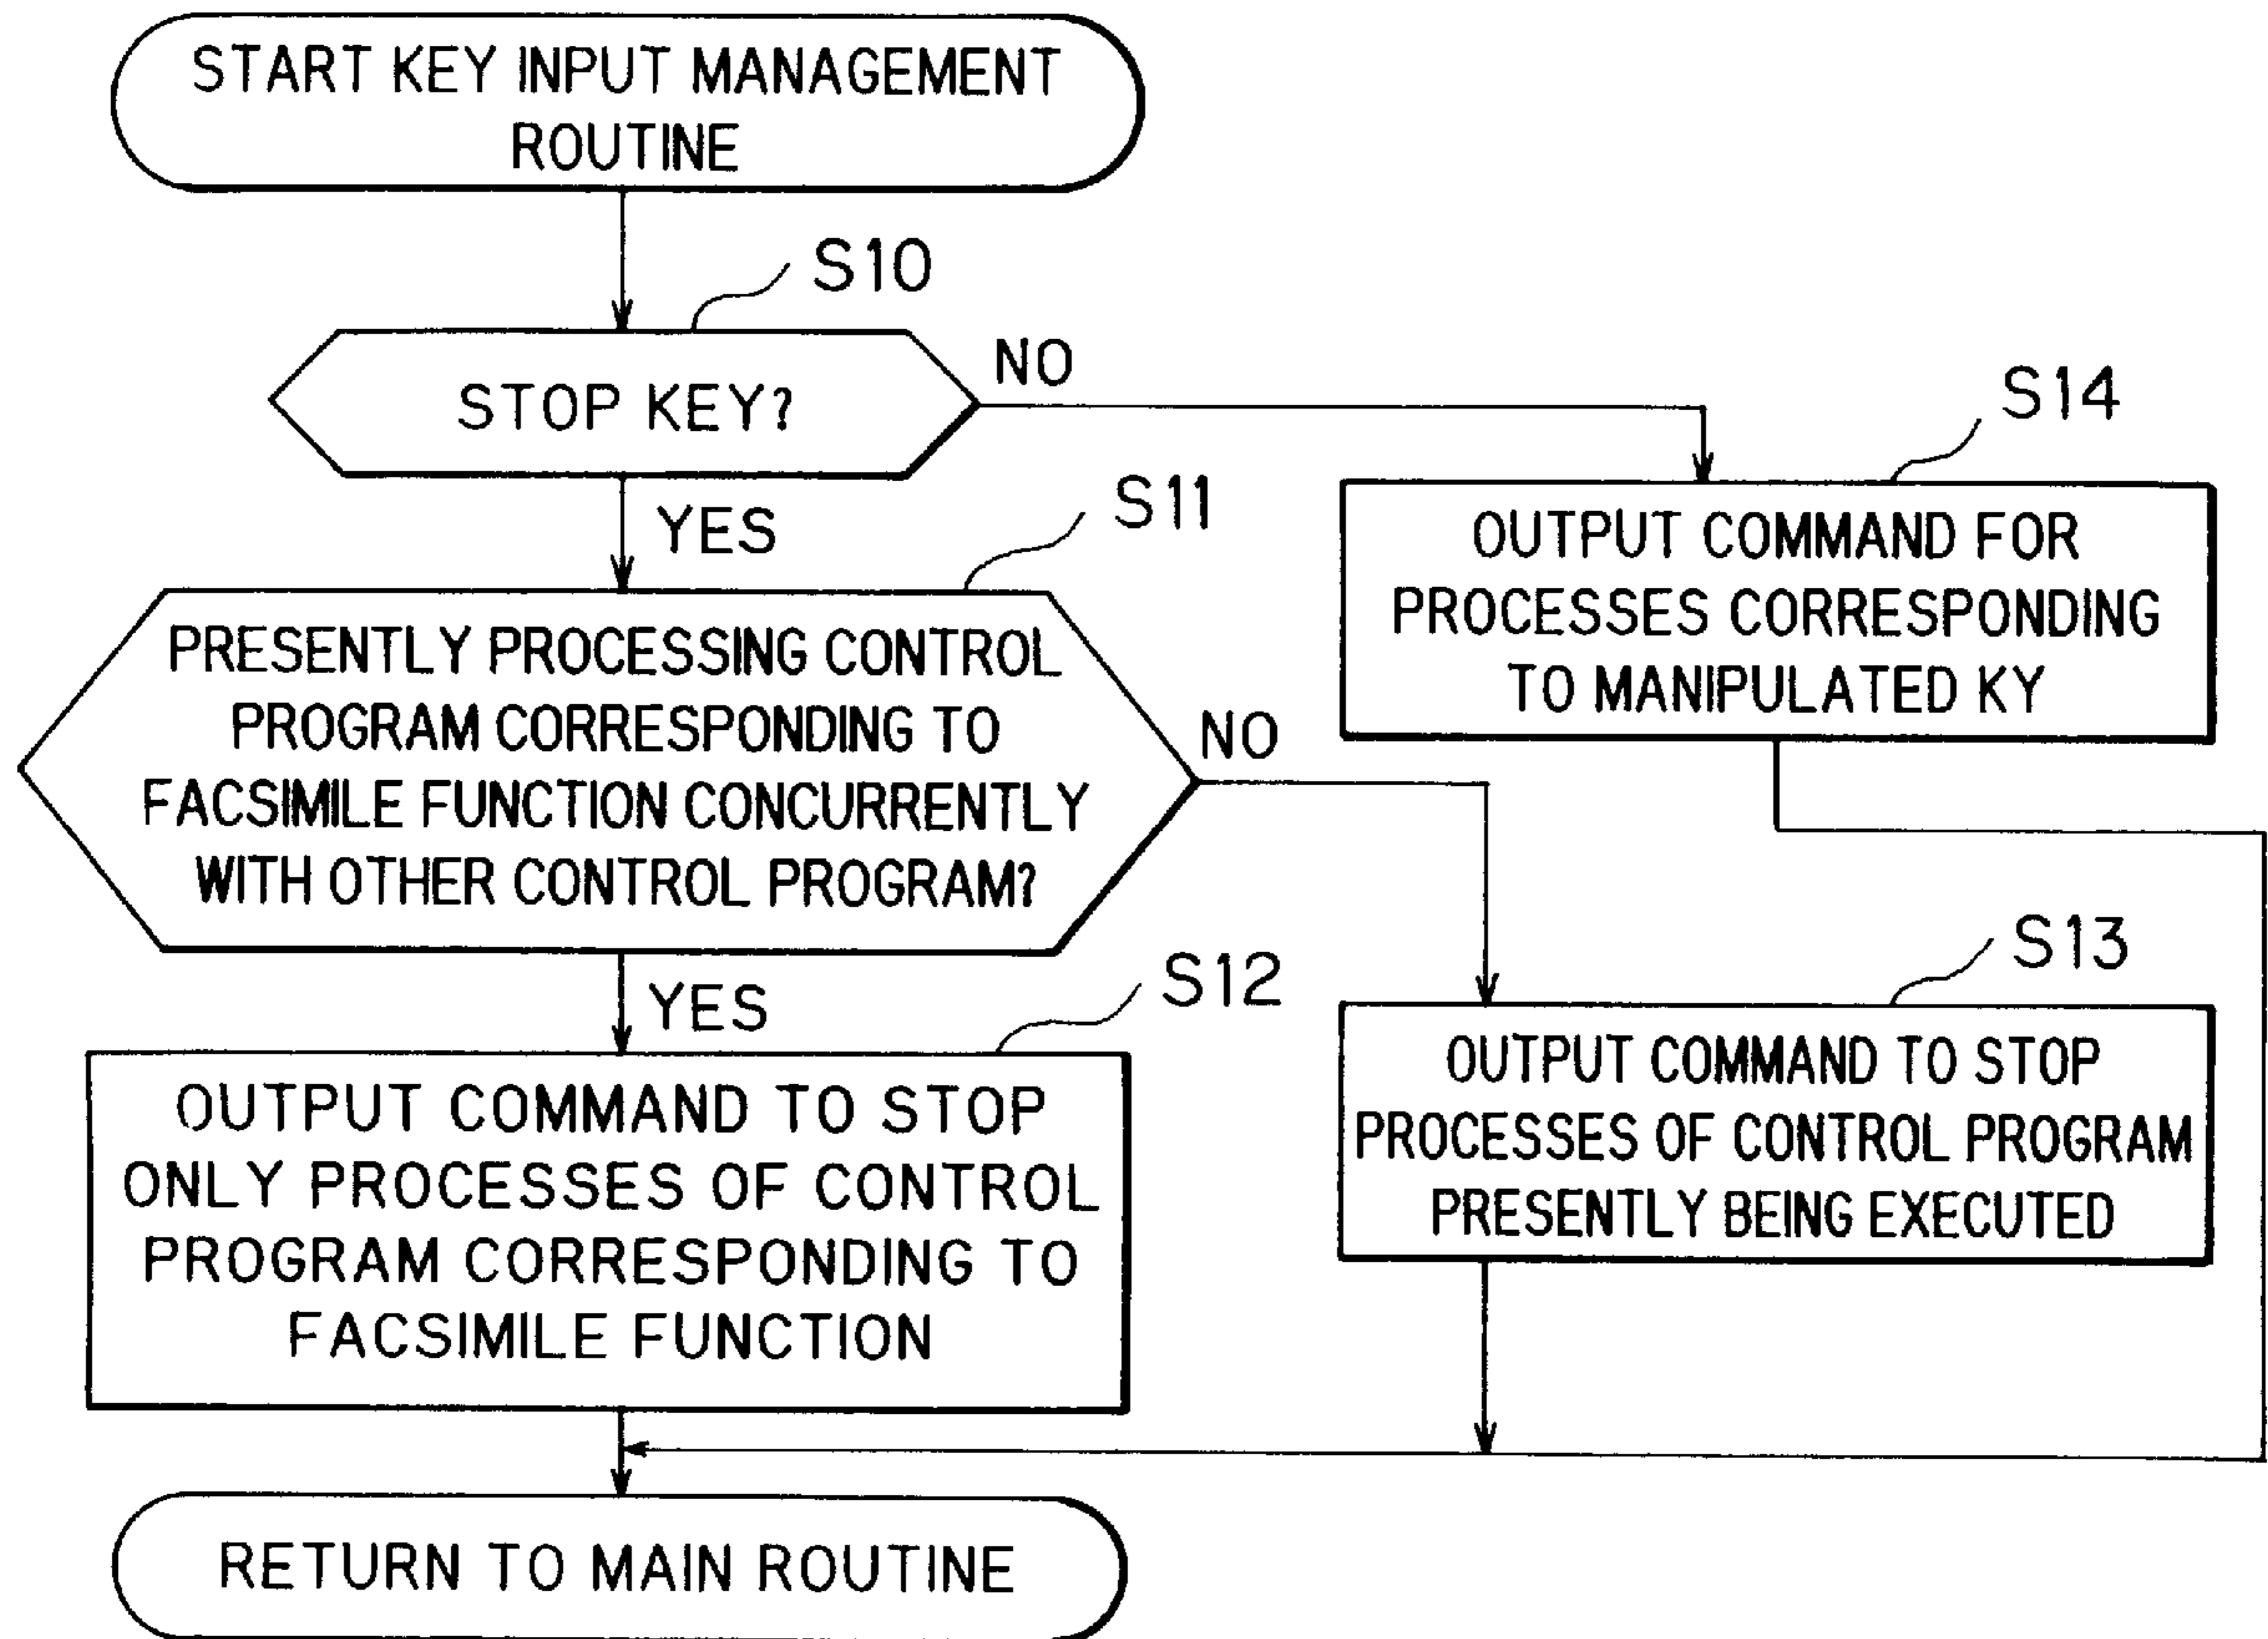 START KEY INPUT MANAGEMENT
ROUTINE
S10
STOP KEY?
NO
YES
S14
OUTPUT COMMAND FOR
PROCESSES CORRESPONDING
TO MANIPULATED KY
S11
PRESENTLY PROCESSING CONTROL
PROGRAM CORRESPONDING TO
FACSIMILE FUNCTION CONCURRENTLY
WITH OTHER CONTROL PROGRAM?
NO
YES
S12
OUTPUT COMMAND TO STOP
ONLY PROCESSES OF CONTROL
PROGRAM CORRESPONDING TO
FACSIMILE FUNCTION
S13
OUTPUT COMMAND TO STOP
PROCESSES OF CONTROL PROGRAM
PRESENTLY BEING EXECUTED
RETURN TO MAIN ROUTINE